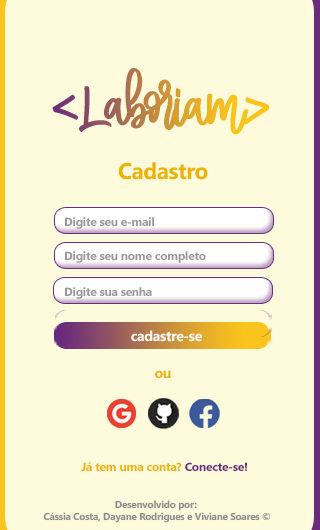 <Laboriam>
Cadastro
Digite seu e-mail
Digite seu nome completo
Digite sua senha
cadastre-se
ou
G
Já tem uma conta? Conecte-se!
Desenvolvido por:
Cássia Costa, Dayane Rodrigues e Viviane Soares ©